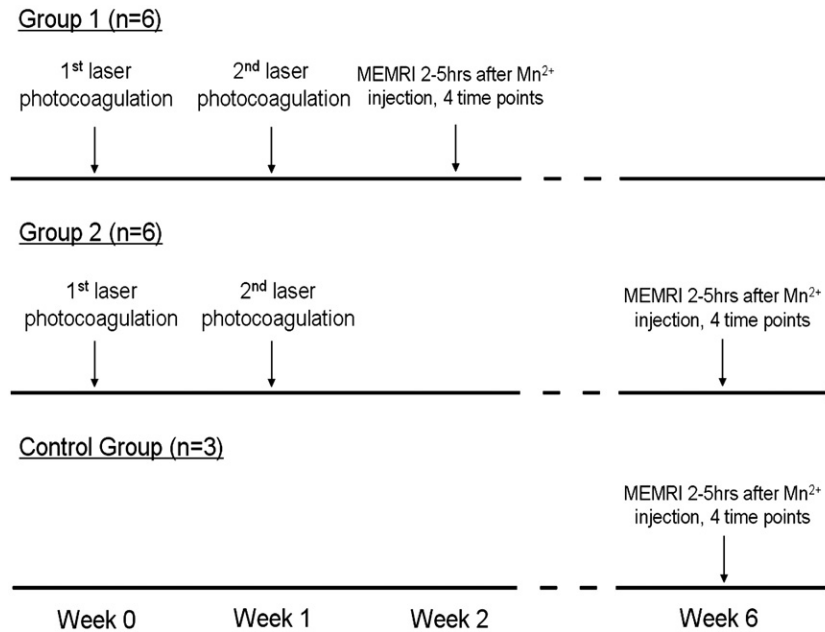 Group 1 (n=6)
1st laser photocoagulation
2nd laser photocoagulation
MEMRI 2-5hrs after Mn2+ injection, 4 time points
Group 2 (n=6)
1st laser photocoagulation
2nd laser photocoagulation
MEMRI 2-5hrs after Mn2+ injection, 4 time points
Control Group (n=3)
MEMRI 2-5hrs after Mn2+ injection, 4 time points
Week 0 Week 1 Week 2 Week 6